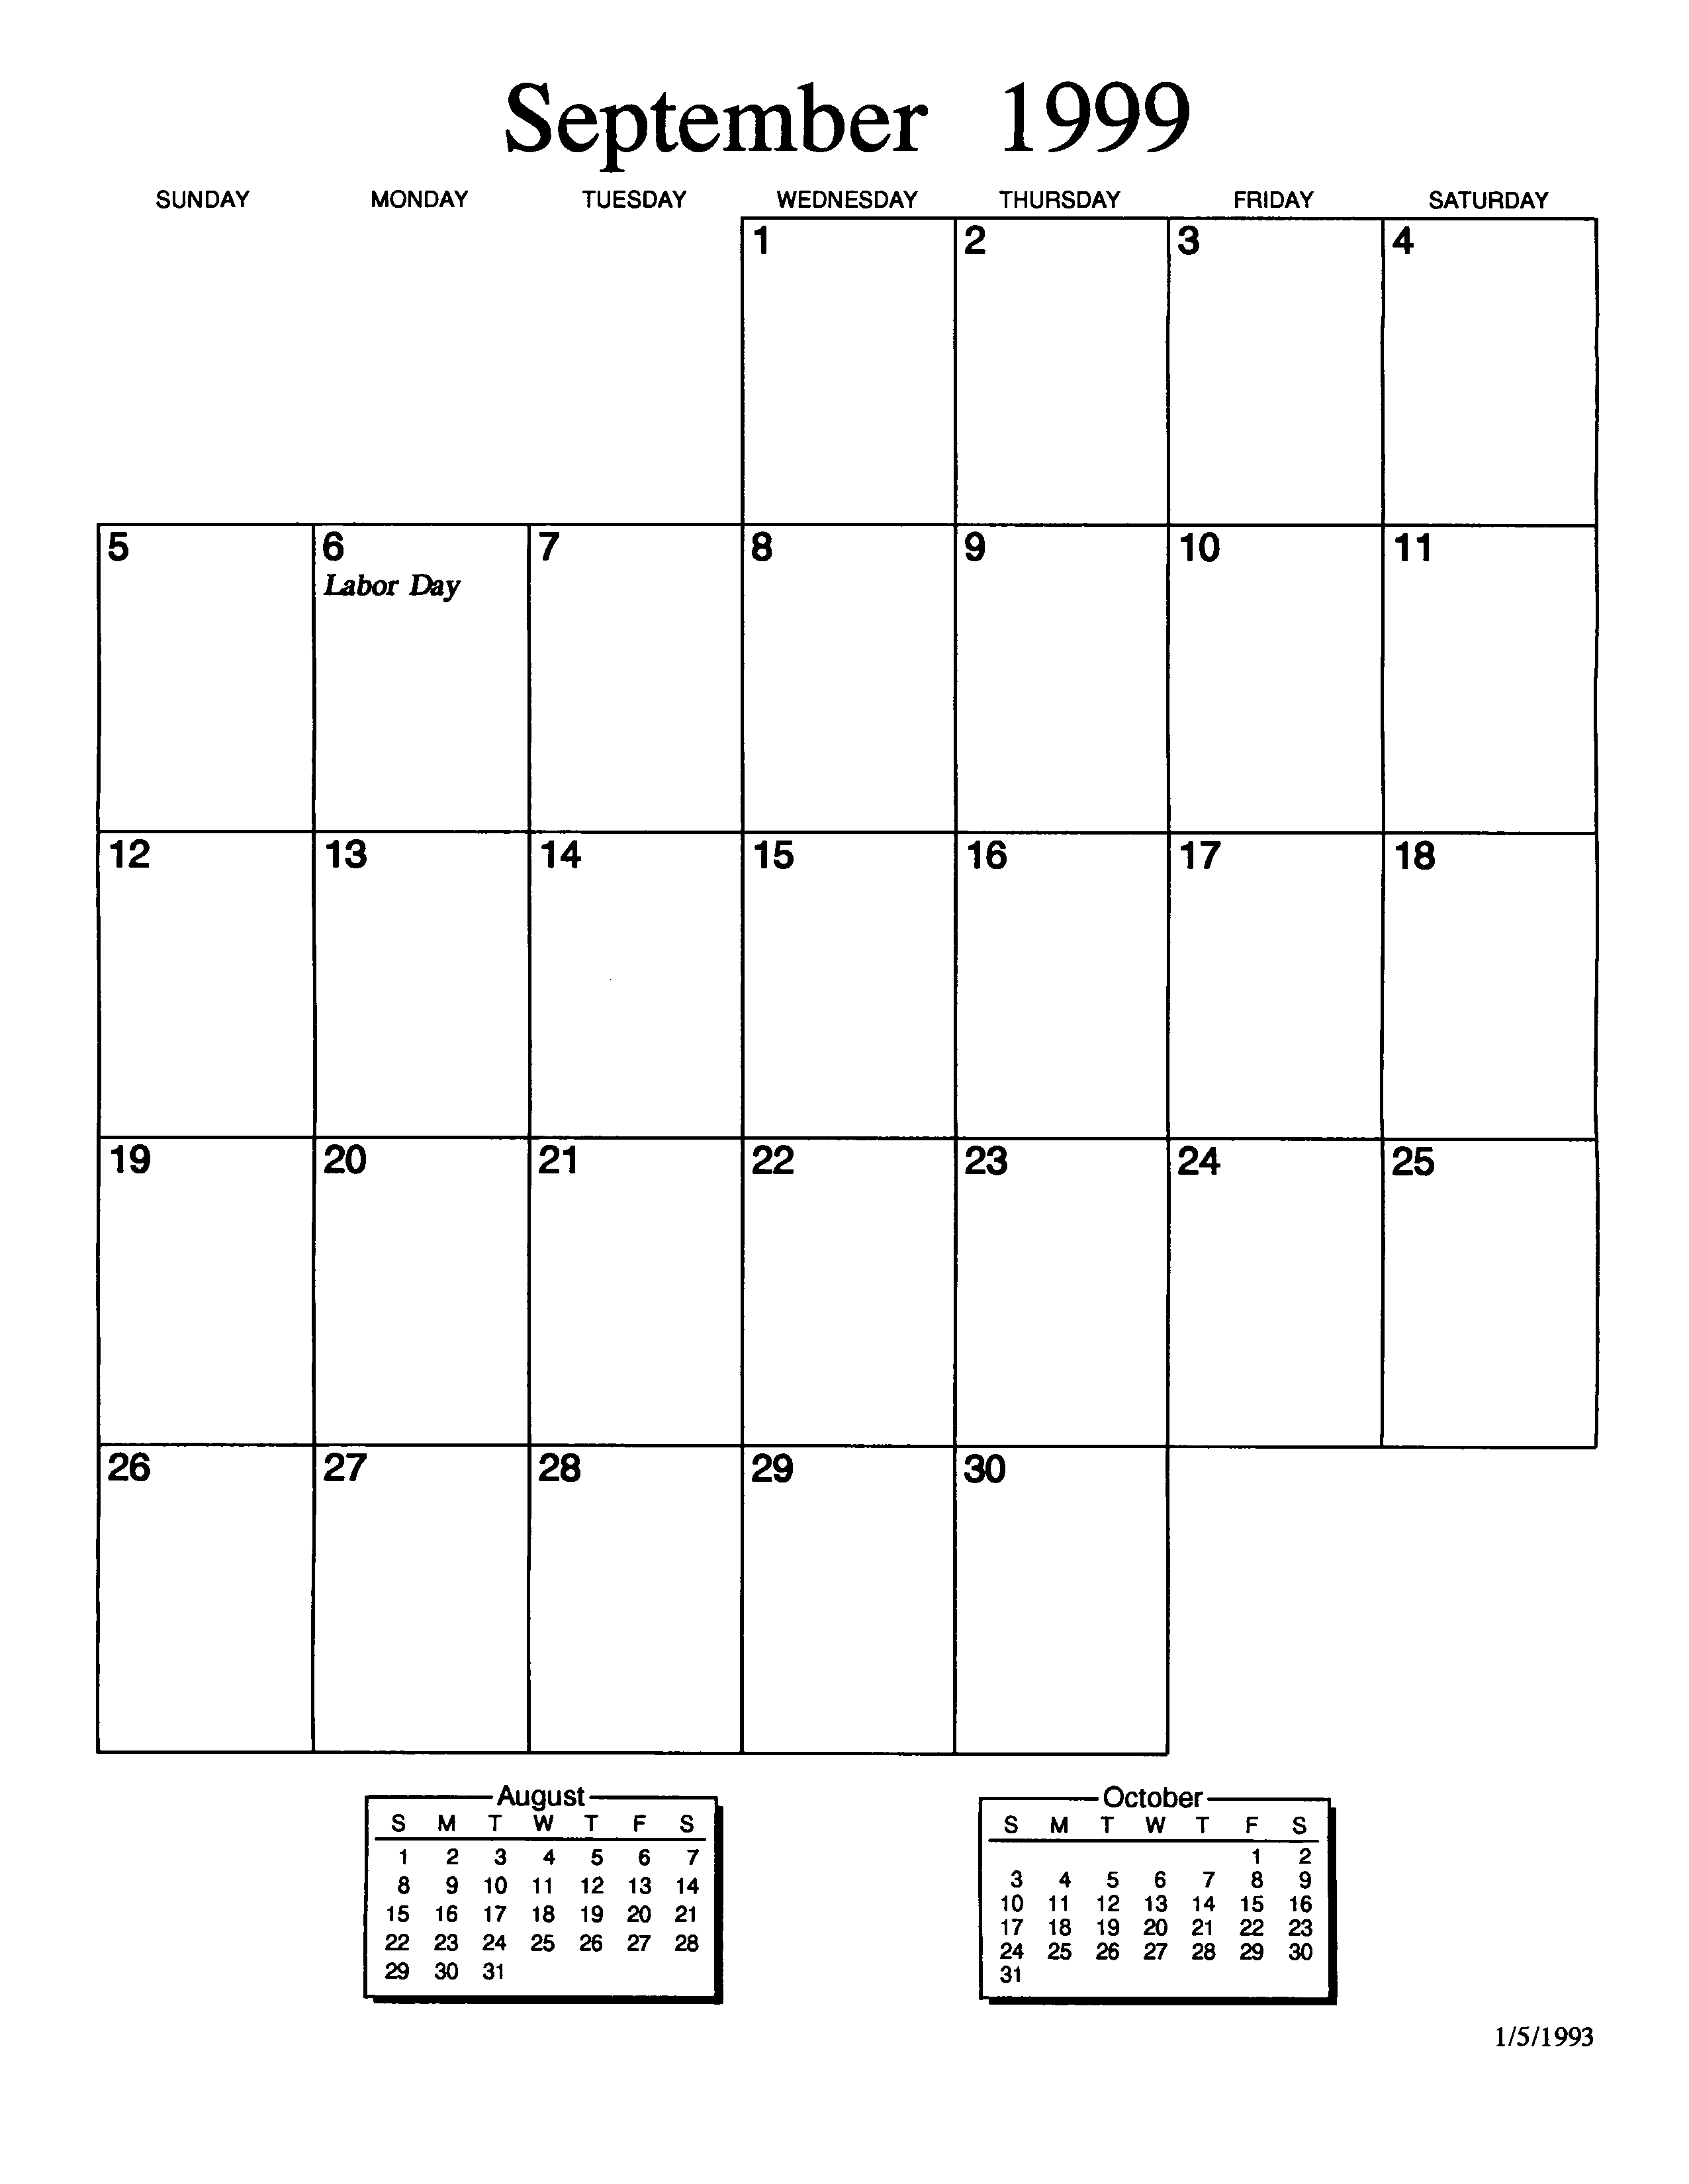 September 1999
SUNDAY MONDAY TUESDAY WEDNESDAY THURSDAY FRIDAY SATURDAY
1 2 3 4
5 6 7 8 9 10 11
Labor Day
12 13 14 15 16 17 18
19 20 21 22 23 24 25
26 27 28 29 30
August
S M T W T F S
1 2 3 4 5 6 7
8 9 10 11 12 13 14
15 16 17 18 19 20 21
22 23 24 25 26 27 28
29 30 31
October
S M T W T F S
1 2
3 4 5 6 7 8 9
10 11 12 13 14 15 16
17 18 19 20 21 22 23
24 25 26 27 28 29 30
31
1/5/1993